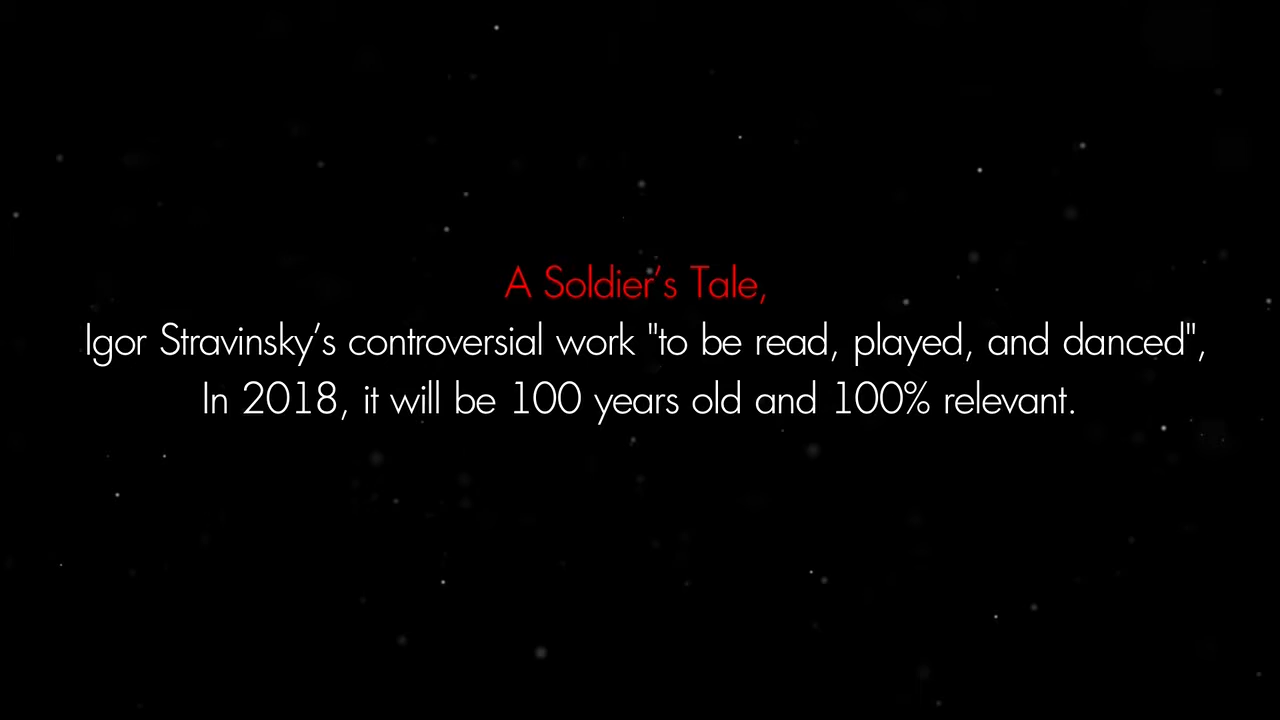 A Soldier's Tale,
Igor Stravinsky's controversial work "to be read, played, and danced",
In 2018, it will be 100 years old and 100% relevant.